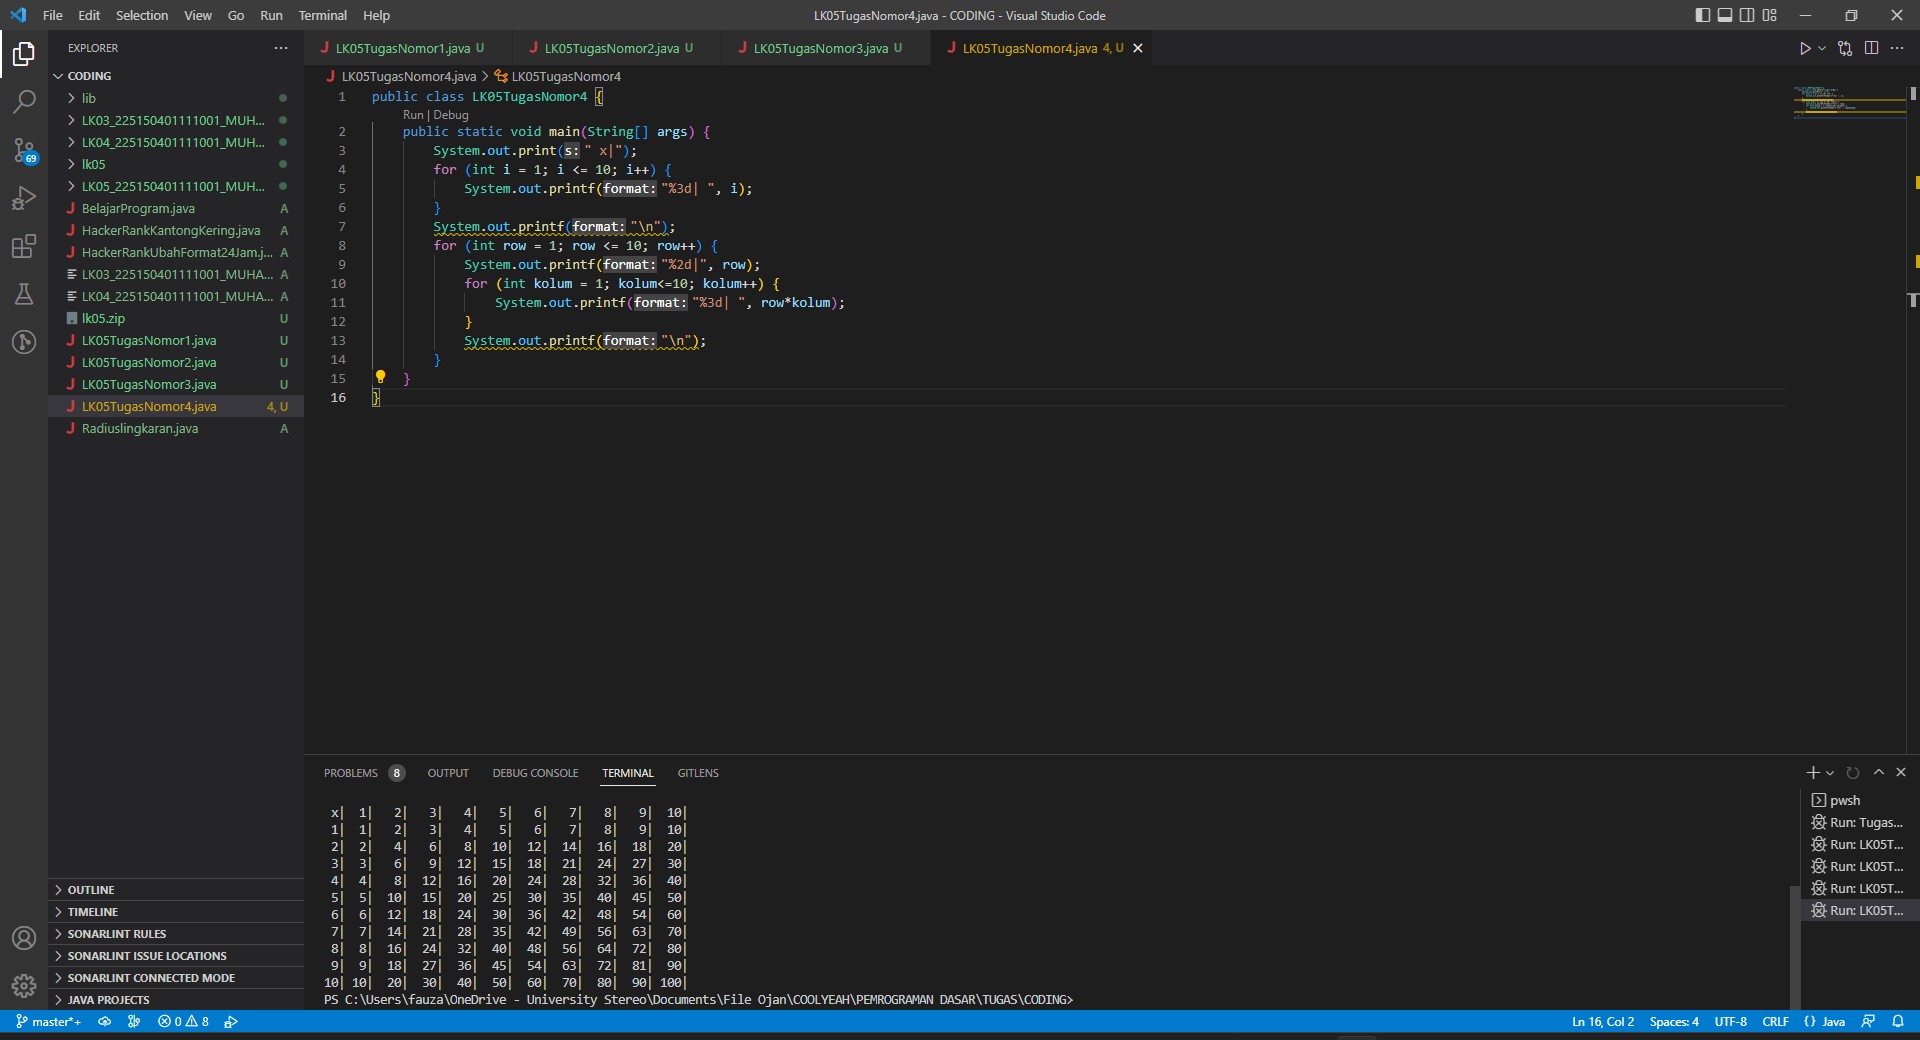 File Edit Selection View Go Run Terminal Help
LK05TugasNomor4.java - CODING - Visual Studio Code
EXPLORER ...
CODING
lib
LK03_225150401111001_MUH...
LK04_225150401111001_MUH...
lk05
LK05_225150401111001_MUH...
BelajarProgram.java A
HackerRankKantongKering.java A
HackerRankUbahFormat24Jam.j... A
LK03_225150401111001_MUHA... A
LK04_225150401111001_MUHA... A
lk05.zip U
LK05TugasNomor1.java U
LK05TugasNomor2.java U
LK05TugasNomor3.java U
LK05TugasNomor4.java 4, U
Radiuslingkaran.java A
OUTLINE
TIMELINE
SONARLINT RULES
SONARLINT ISSUE LOCATIONS
SONARLINT CONNECTED MODE
JAVA PROJECTS
69
LK05TugasNomor1.java U LK05TugasNomor2.java U LK05TugasNomor3.java U LK05TugasNomor4.java 4, U
LK05TugasNomor4.java > LK05TugasNomor4
1 public class LK05TugasNomor4 {
Run | Debug
2 public static void main(String[] args) {
3 System.out.print(s:" x|");
4 for (int i = 1; i <= 10; i++) {
5 System.out.printf(format:"%3d| ", i);
6 }
7 System.out.printf(format:"\n");
8 for (int row = 1; row <= 10; row++) {
9 System.out.printf(format:"%2d|", row);
10 for (int kolum = 1; kolum<=10; kolum++) {
11 System.out.printf(format:"%3d| ", row*kolum);
12 }
13 System.out.printf(format:"\n");
14 }
15 }
16 }
PROBLEMS 8 OUTPUT DEBUG CONSOLE TERMINAL GITLENS
x| 1| 2| 3| 4| 5| 6| 7| 8| 9| 10|
1| 1| 2| 3| 4| 5| 6| 7| 8| 9| 10|
2| 2| 4| 6| 8| 10| 12| 14| 16| 18| 20|
3| 3| 6| 9| 12| 15| 18| 21| 24| 27| 30|
4| 4| 8| 12| 16| 20| 24| 28| 32| 36| 40|
5| 5| 10| 15| 20| 25| 30| 35| 40| 45| 50|
6| 6| 12| 18| 24| 30| 36| 42| 48| 54| 60|
7| 7| 14| 21| 28| 35| 42| 49| 56| 63| 70|
8| 8| 16| 24| 32| 40| 48| 56| 64| 72| 80|
9| 9| 18| 27| 36| 45| 54| 63| 72| 81| 90|
10| 10| 20| 30| 40| 50| 60| 70| 80| 90| 100|
PS C:\Users\fauza\OneDrive - University Stereo\Documents\File Ojan\COOLYEAH\PEMROGRAMAN DASAR\TUGAS\CODING>
pwsh
Run: Tugas...
Run: LK05T...
Run: LK05T...
Run: LK05T...
Run: LK05T...
master*+ 0 8 Ln 16, Col 2 Spaces: 4 UTF-8 CRLF {} Java